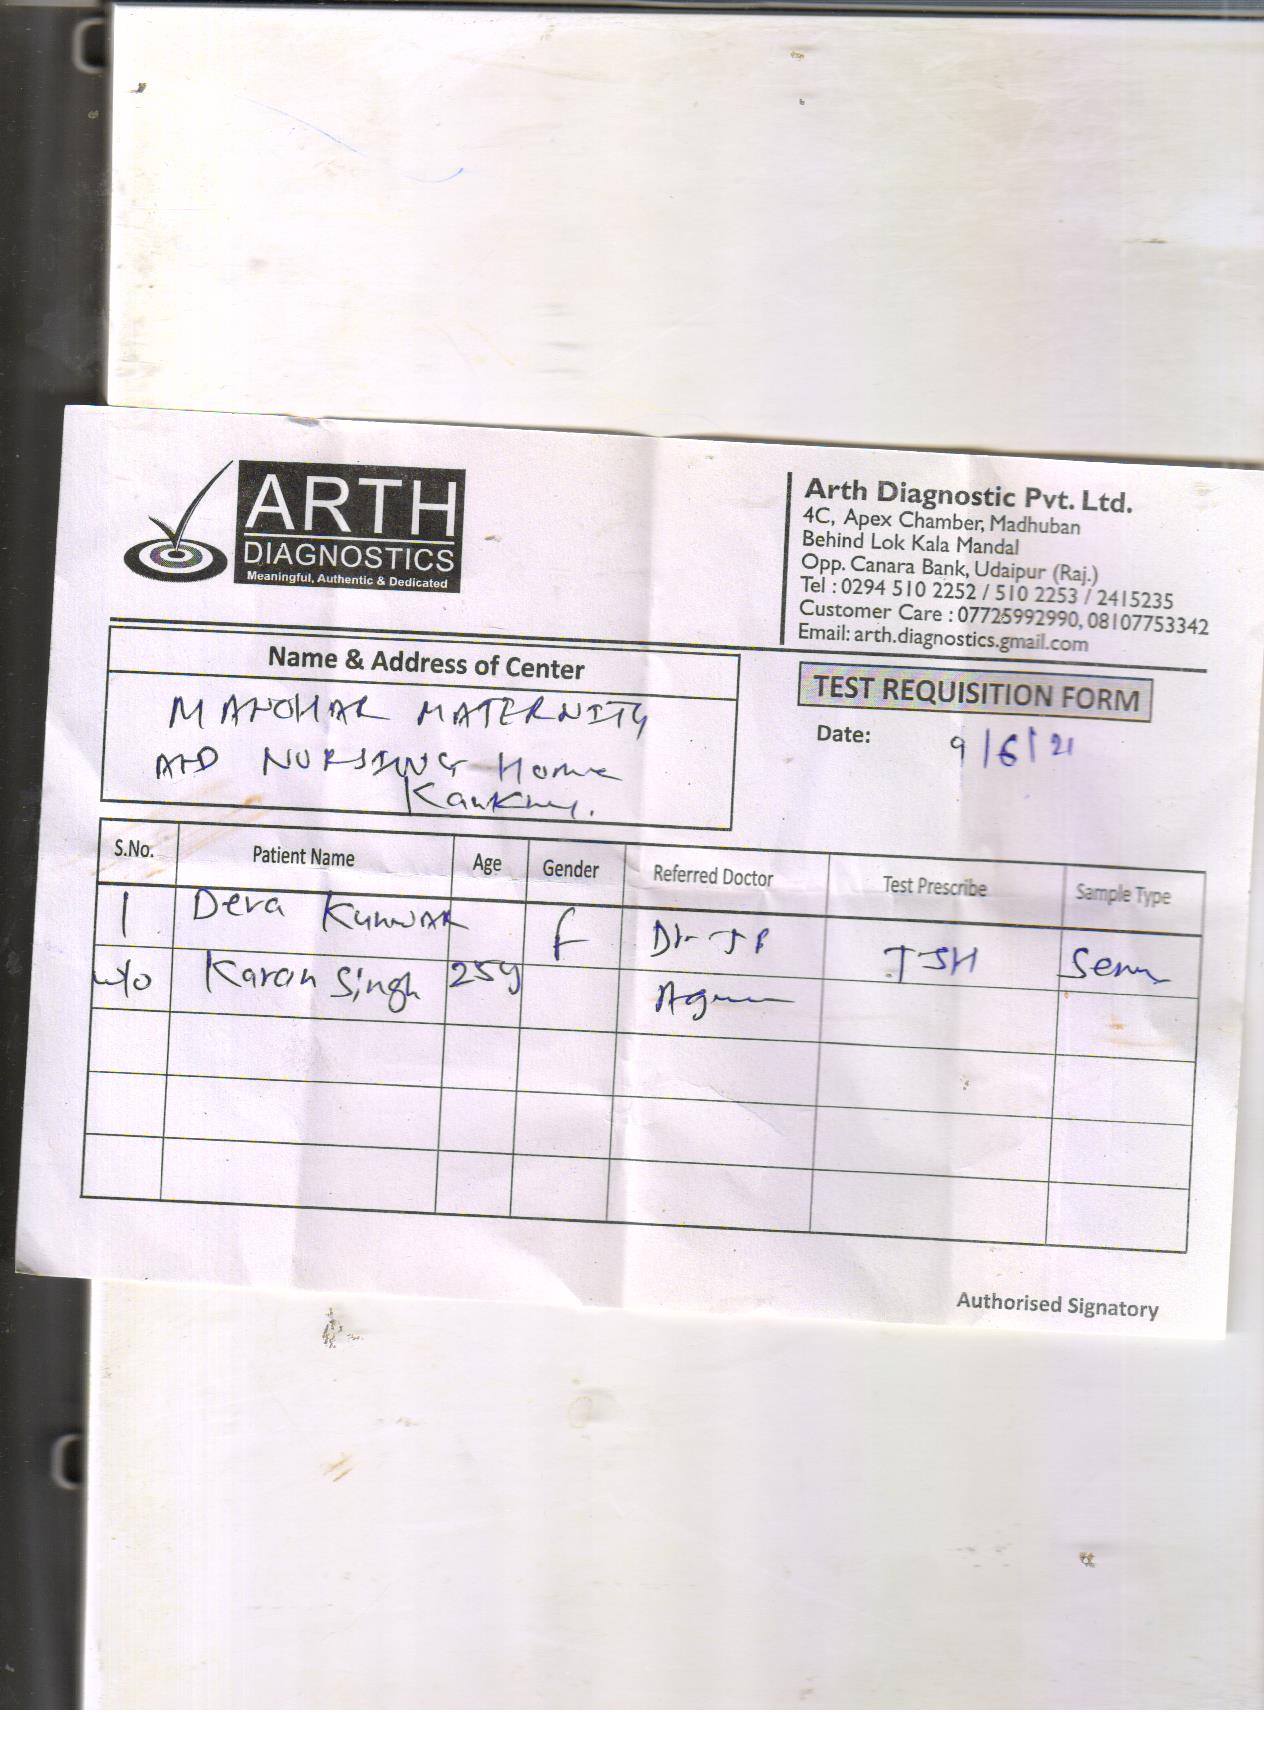 ARTH
DIAGNOSTICS
Meaningful, Authentic & Dedicated
Arth Diagnostic Pvt. Ltd.
4C, Apex Chamber, Madhuban
Behind Lok Kala Mandal
Opp. Canara Bank, Udaipur (Raj.)
Tel : 0294 510 2252 / 510 2253 / 2415235
Customer Care : 07725992990, 08107753342
Email: arth.diagnostics.gmail.com
Name & Address of Center
MANOHAR MATERNITY
AND NURSING Home
TEST REQUISITION FORM
Date: 9/6/21
S.No. Patient Name Age Gender Referred Doctor Test Prescribe Sample Type
1 Deva Kunwar F Dr JP TSH
w/o Karan Singh 25y
Authorised Signatory